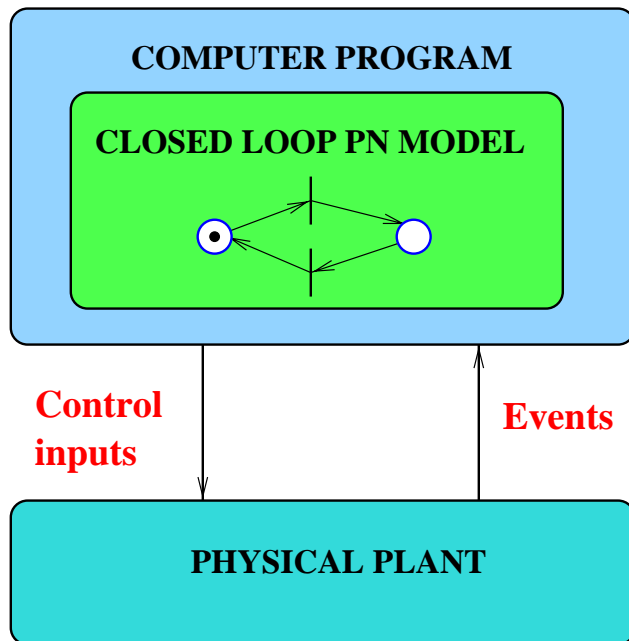 COMPUTER PROGRAM
CLOSED LOOP PN MODEL
Control
inputs
Events
PHYSICAL PLANT